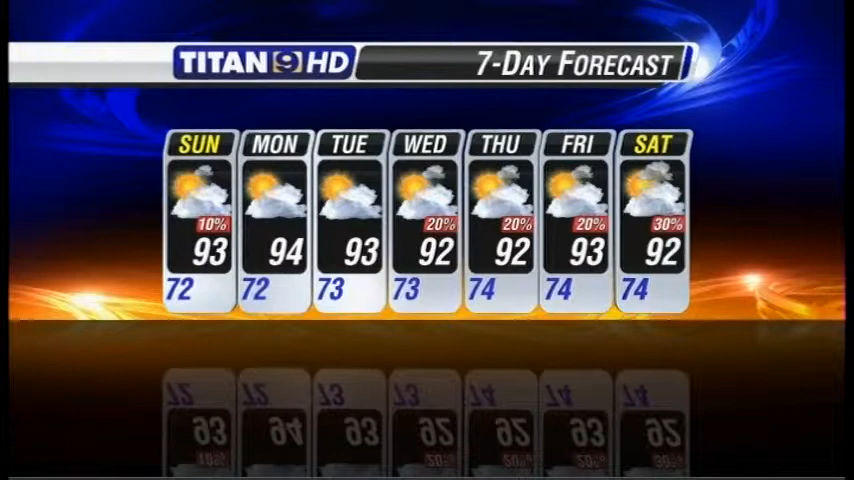 TITAN 9 HD
7-DAY FORECAST
SUN MON TUE WED THU FRI SAT
10% 20% 20% 20% 30%
93 94 93 92 92 93 92
72 72 73 73 74 74 74